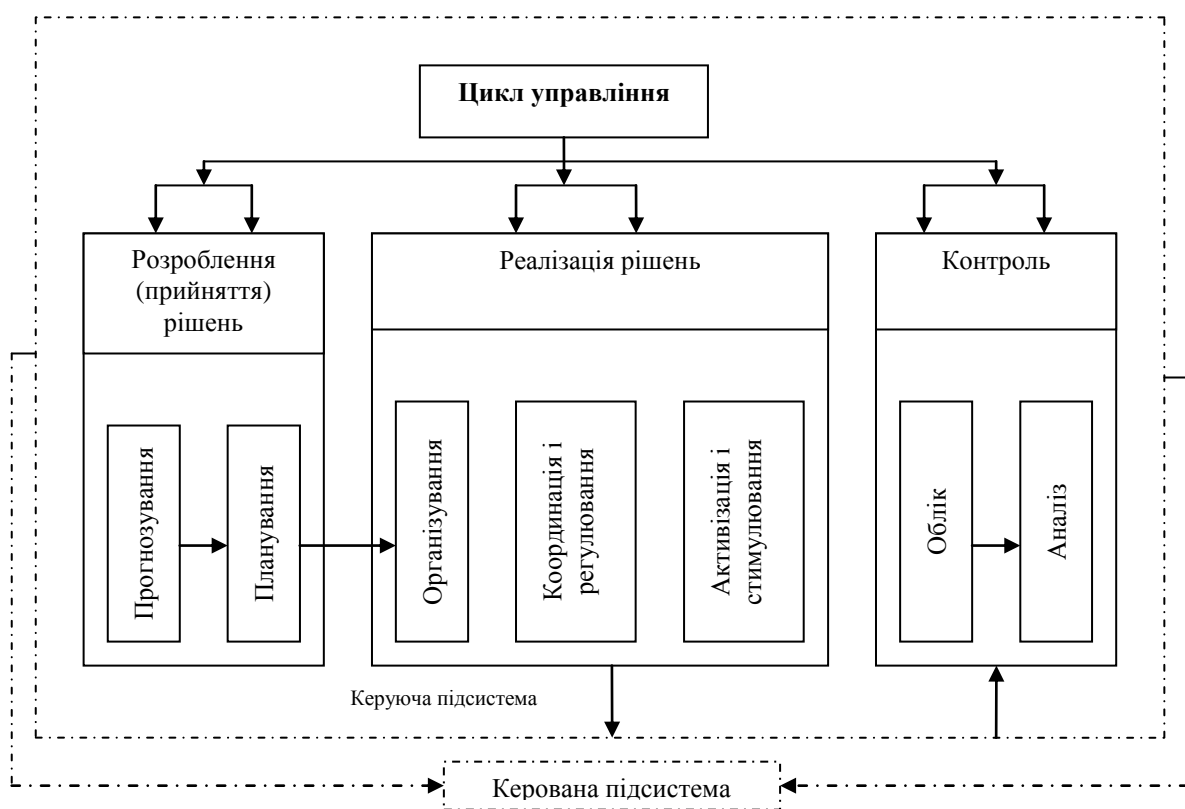 Цикл управління
Розроблення
(прийняття)
рішень
Реалізація рішень
Контроль
Прогнозування
Планування
Організування
Координація і
регулювання
Активізація і
стимулювання
Облік
Аналіз
Керуюча підсистема
Керована підсистема